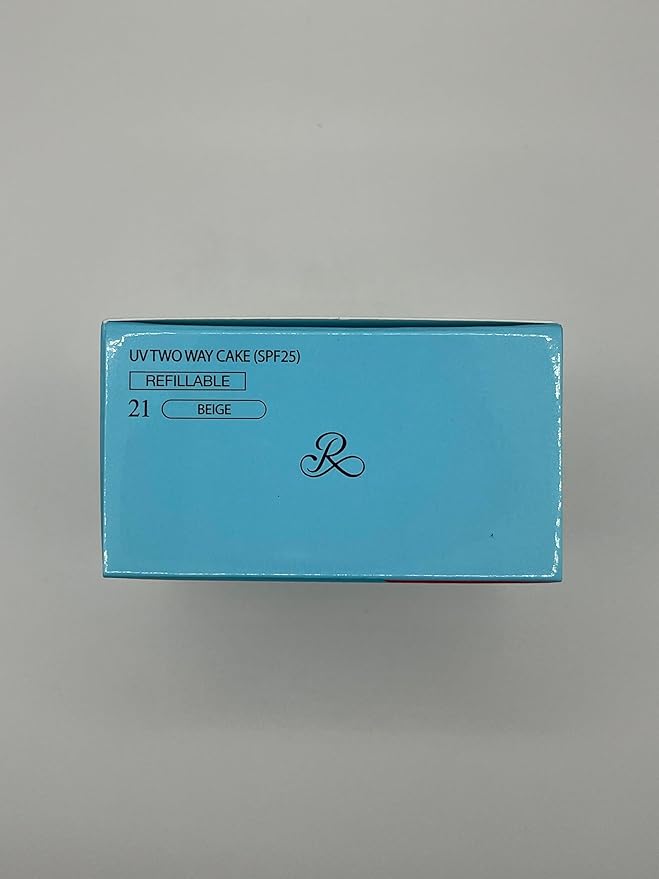 UV TWO WAY CAKE (SPF25)
REFILLABLE
21 BEIGE
R